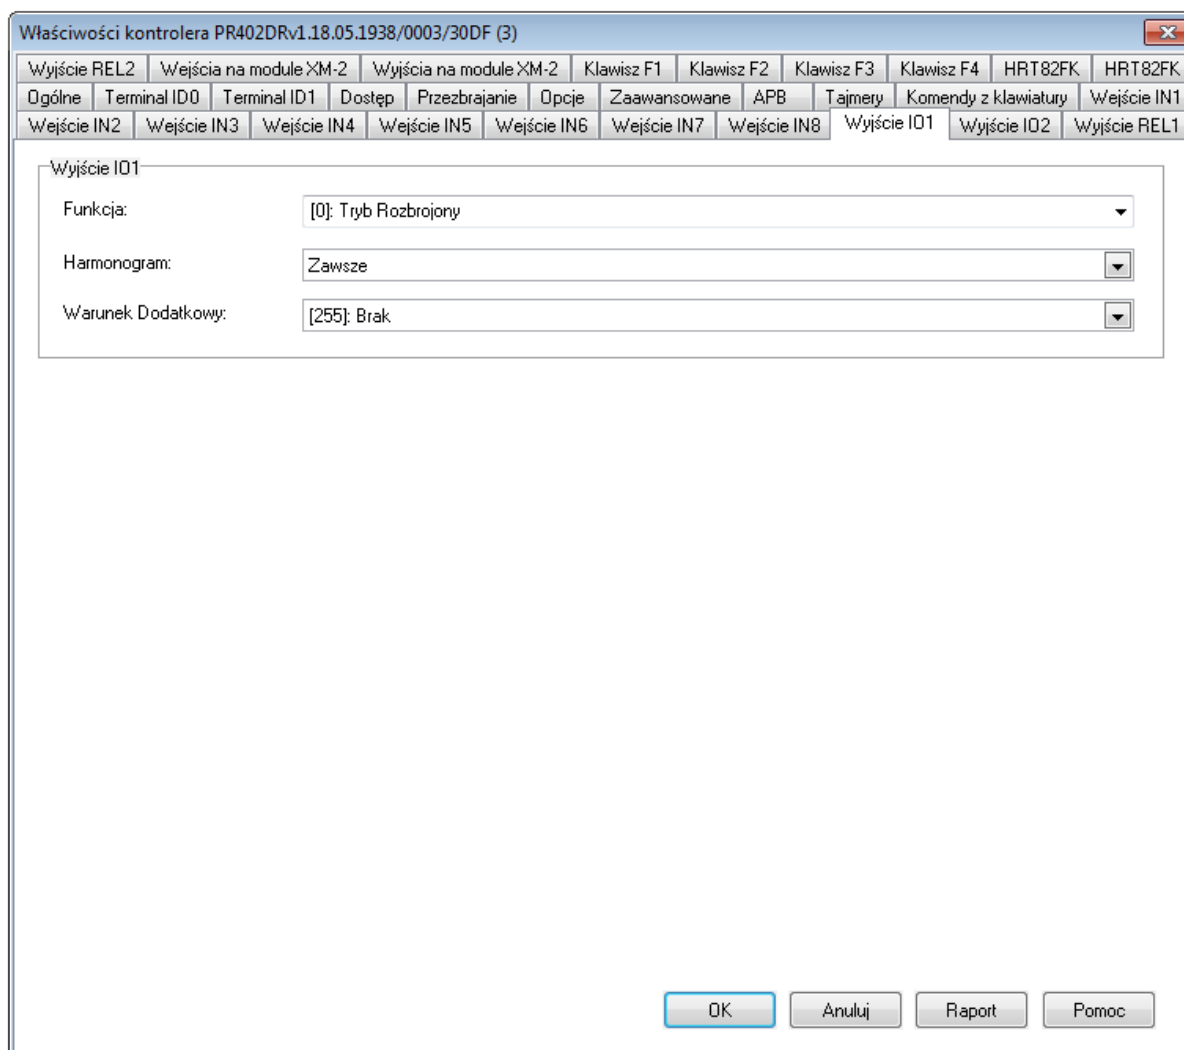 Właściwości kontrolera PR402DRv1.18.05.1938/0003/30DF (3)
Wyjście REL2 Wejścia na module XM-2 Wyjścia na module XM-2 Klawisz F1 Klawisz F2 Klawisz F3 Klawisz F4 HRT82FK HRT82FK
Ogólne Terminal ID0 Terminal ID1 Dostęp Przezbrajanie Opcje Zaawansowane APB Tajmery Komendy z klawiatury Wejście IN1
Wejście IN2 Wejście IN3 Wejście IN4 Wejście IN5 Wejście IN6 Wejście IN7 Wejście IN8 Wyjście IO1 Wyjście IO2 Wyjście REL1
Wyjście IO1
Funkcja: [0]: Tryb Rozbrojony
Harmonogram: Zawsze
Warunek Dodatkowy: [255]: Brak
OK Anuluj Raport Pomoc